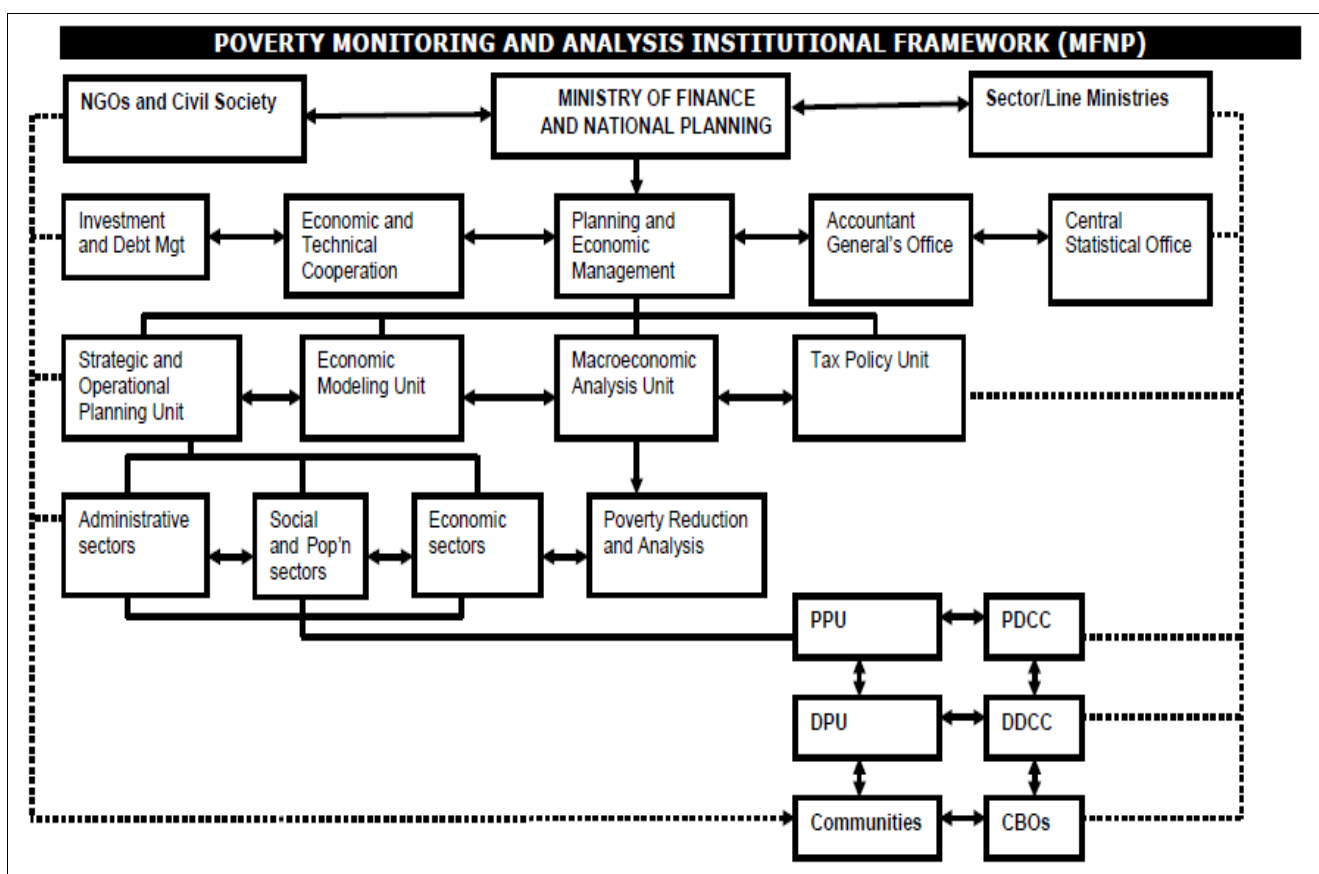 POVERTY MONITORING AND ANALYSIS INSTITUTIONAL FRAMEWORK (MFNP)
NGOs and Civil Society
MINISTRY OF FINANCE
AND NATIONAL PLANNING
Sector/Line Ministries
Investment
and Debt Mgt
Economic and
Technical
Cooperation
Planning and
Economic
Management
Accountant
General's Office
Central
Statistical Office
Strategic and
Operational
Planning Unit
Economic
Modeling Unit
Macroeconomic
Analysis Unit
Tax Policy Unit
Administrative
sectors
Social
and Pop'n
sectors
Economic
sectors
Poverty Reduction
and Analysis
PPU
PDCC
DPU
DDCC
Communities
CBOs